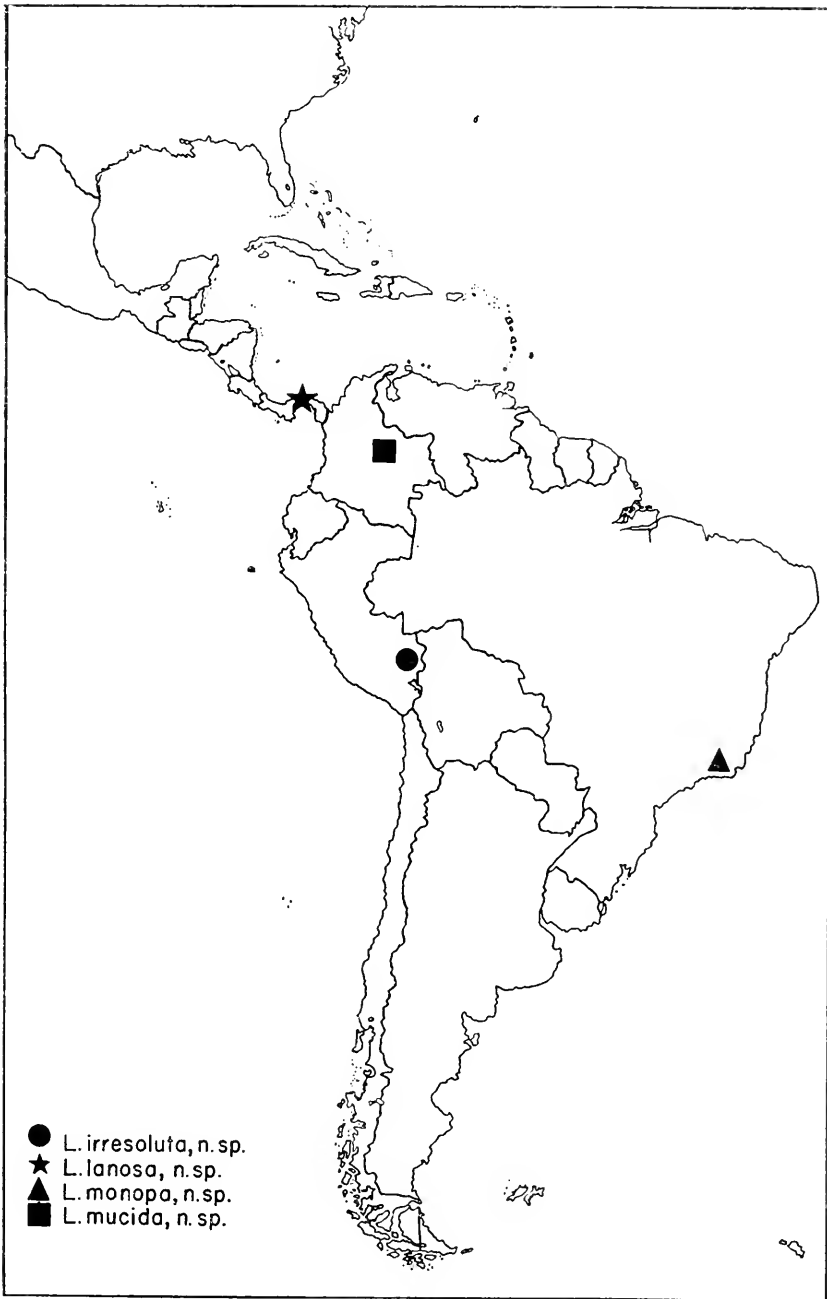 L. irresoluta, n.sp.
L. lanosa, n.sp.
L. monopa, n.sp.
L. mucida, n.sp.